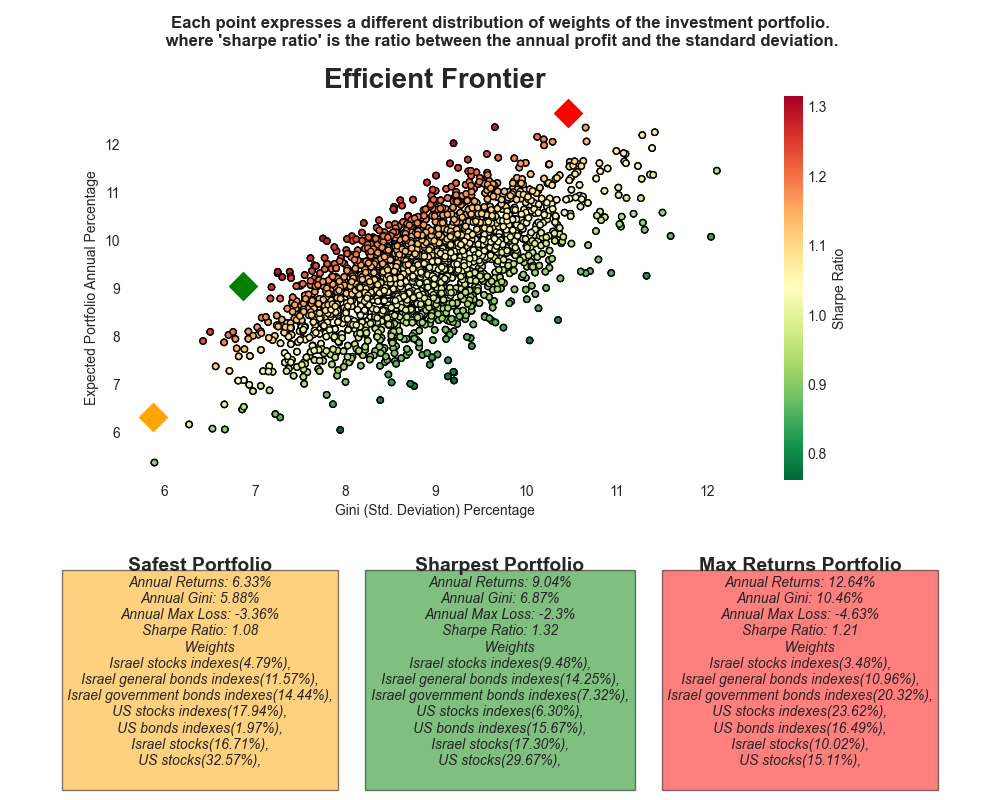 Each point expresses a different distribution of weights of the investment portfolio.
where 'sharpe ratio' is the ratio between the annual profit and the standard deviation.
Efficient Frontier
Expected Portfolio Annual Percentage
12
11
10
9
8
7
6
6
7
8
9
10
11
12
Gini (Std. Deviation) Percentage
1.3
1.2
1.1
1.0
0.9
0.8
Sharpe Ratio
Safest Portfolio
Annual Returns: 6.33%
Annual Gini: 5.88%
Annual Max Loss: -3.36%
Sharpe Ratio: 1.08
Weights
Israel stocks indexes(4.79%),
Israel general bonds indexes(11.57%),
Israel government bonds indexes(14.44%),
US stocks indexes(17.94%),
US bonds indexes(1.97%),
Israel stocks(16.71%),
US stocks(32.57%),
Sharpest Portfolio
Annual Returns: 9.04%
Annual Gini: 6.87%
Annual Max Loss: -2.3%
Sharpe Ratio: 1.32
Weights
Israel stocks indexes(9.48%),
Israel general bonds indexes(14.25%),
Israel government bonds indexes(7.32%),
US stocks indexes(6.30%),
US bonds indexes(15.67%),
Israel stocks(17.30%),
US stocks(29.67%),
Max Returns Portfolio
Annual Returns: 12.64%
Annual Gini: 10.46%
Annual Max Loss: -4.63%
Sharpe Ratio: 1.21
Weights
Israel stocks indexes(3.48%),
Israel general bonds indexes(10.96%),
Israel government bonds indexes(20.32%),
US stocks indexes(23.62%),
US bonds indexes(16.49%),
Israel stocks(10.02%),
US stocks(15.11%),